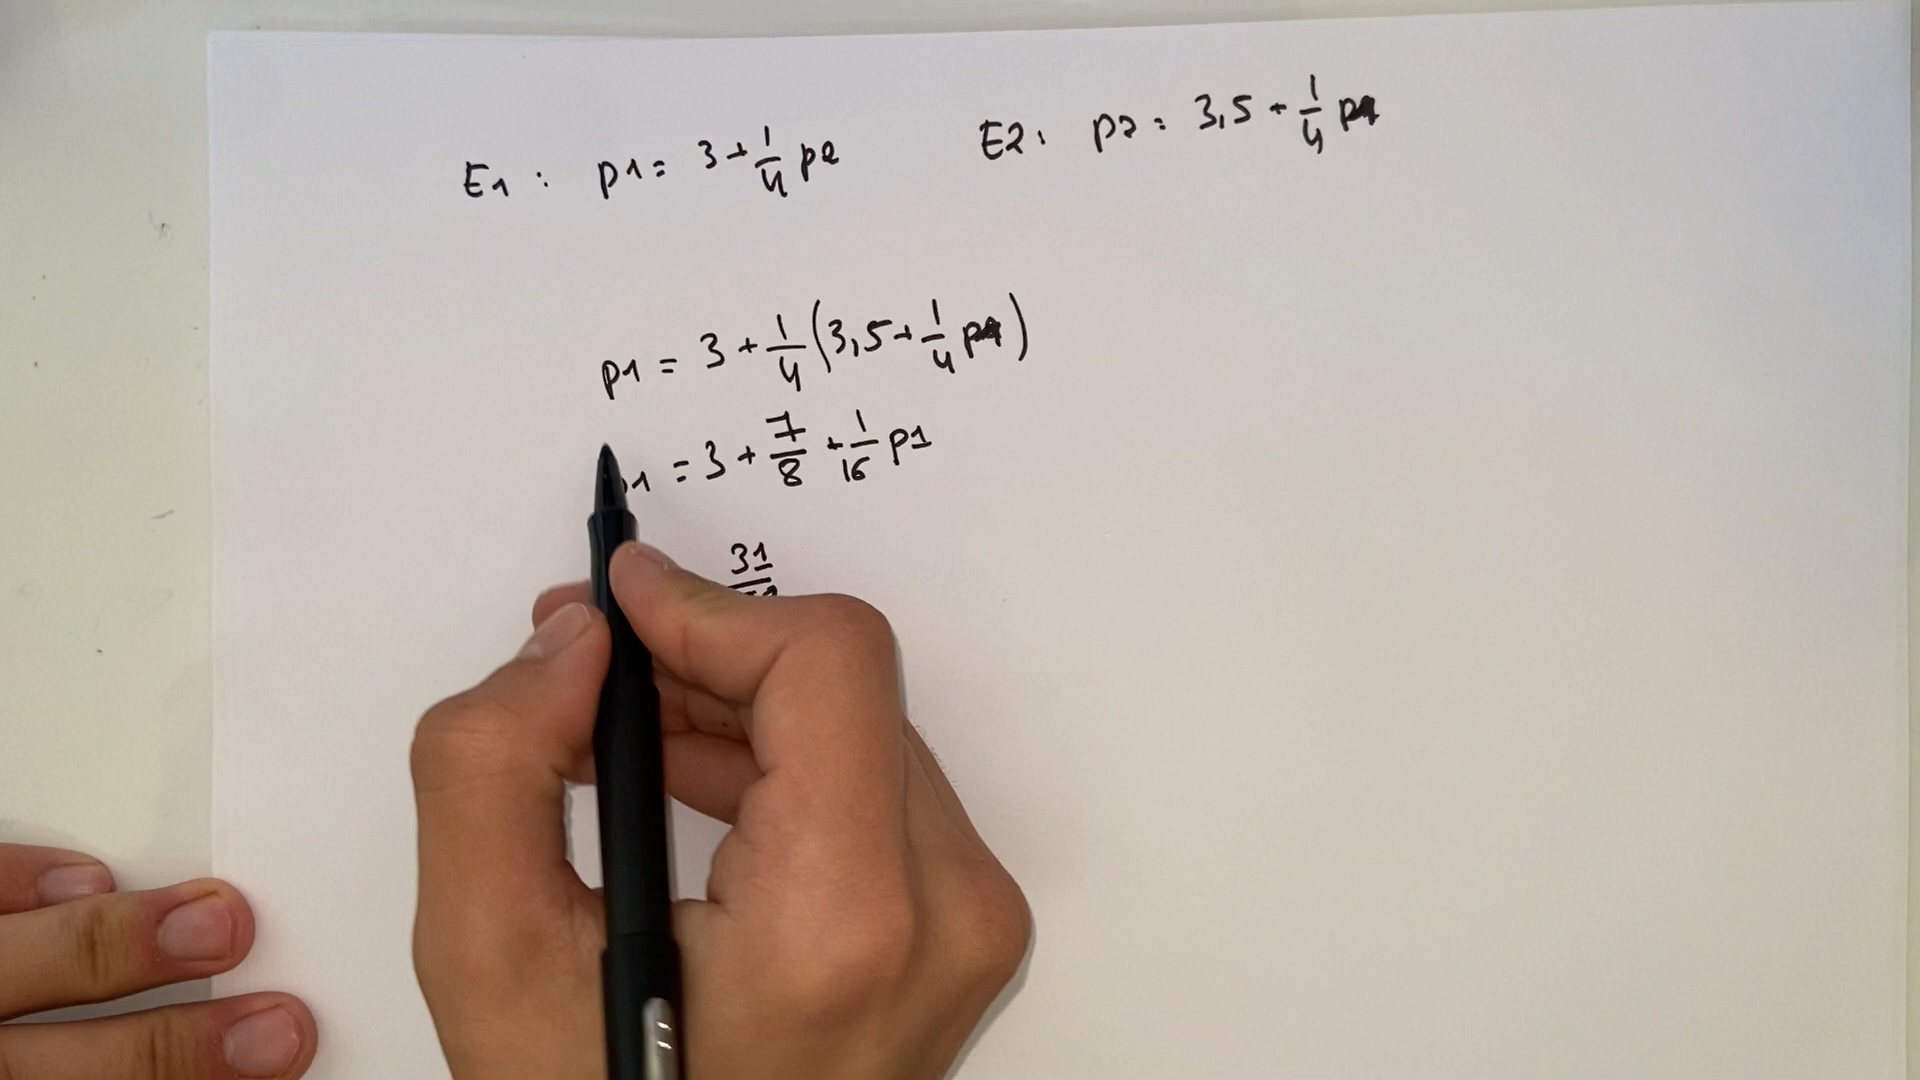 E1 : p1 = 3 + 1/4 p2
E2 : p2 = 3,5 + 1/4 p1
p1 = 3 + 1/4 (3,5 + 1/4 p1)
p1 = 3 + 7/8 + 1/16 p1
31